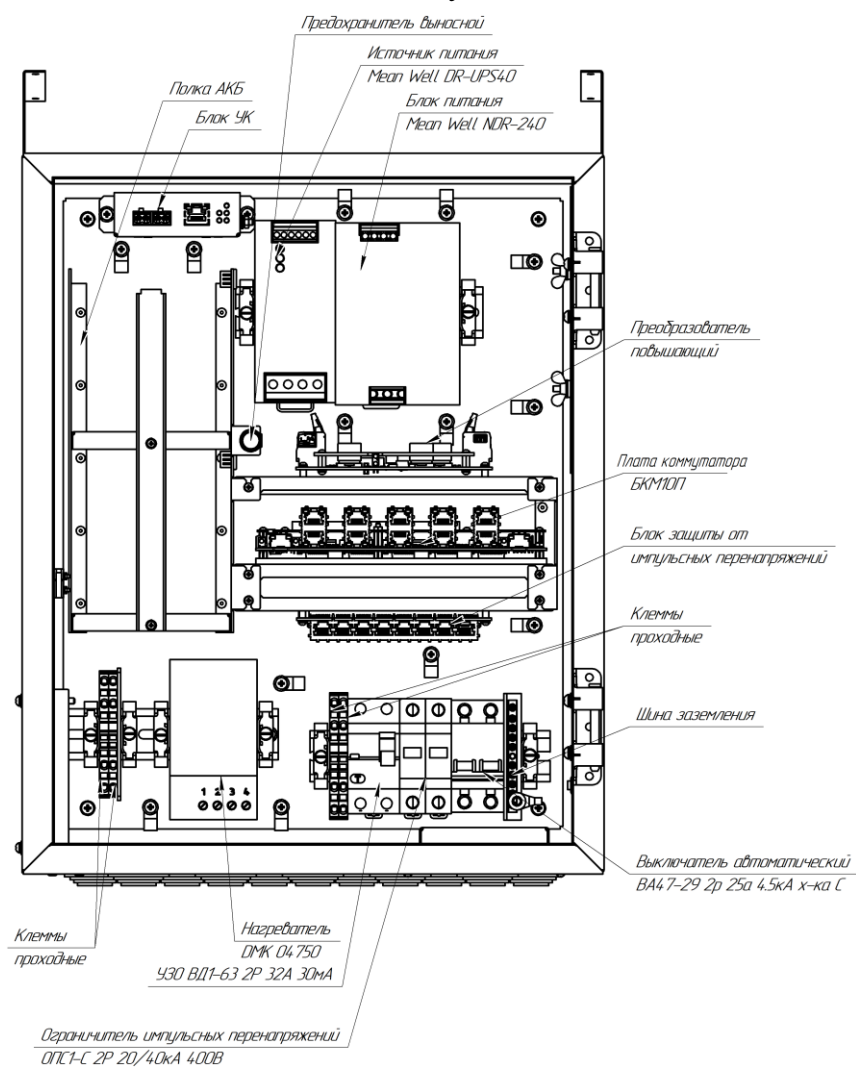 Предохранитель выносной
Источник питания
Mean Well DR-UPS40
Полка АКБ
Блок питания
Mean Well NDR-240
Блок УК
Преобразователь
повышающий
Плата коммутатора
БКМ10П
Блок защиты от
импульсных перенапряжений
Клеммы
проходные
Шина заземления
1 2 3 4
Выключатель автоматический
ВА47-29 2р 25а 4.5кА х-ка С
Клеммы
проходные
Нагреватель
DMK 04750
УЗО ВД1-63 2Р 32А 30мА
Ограничитель импульсных перенапряжений
ОПС1-С 2Р 20/40кА 400В